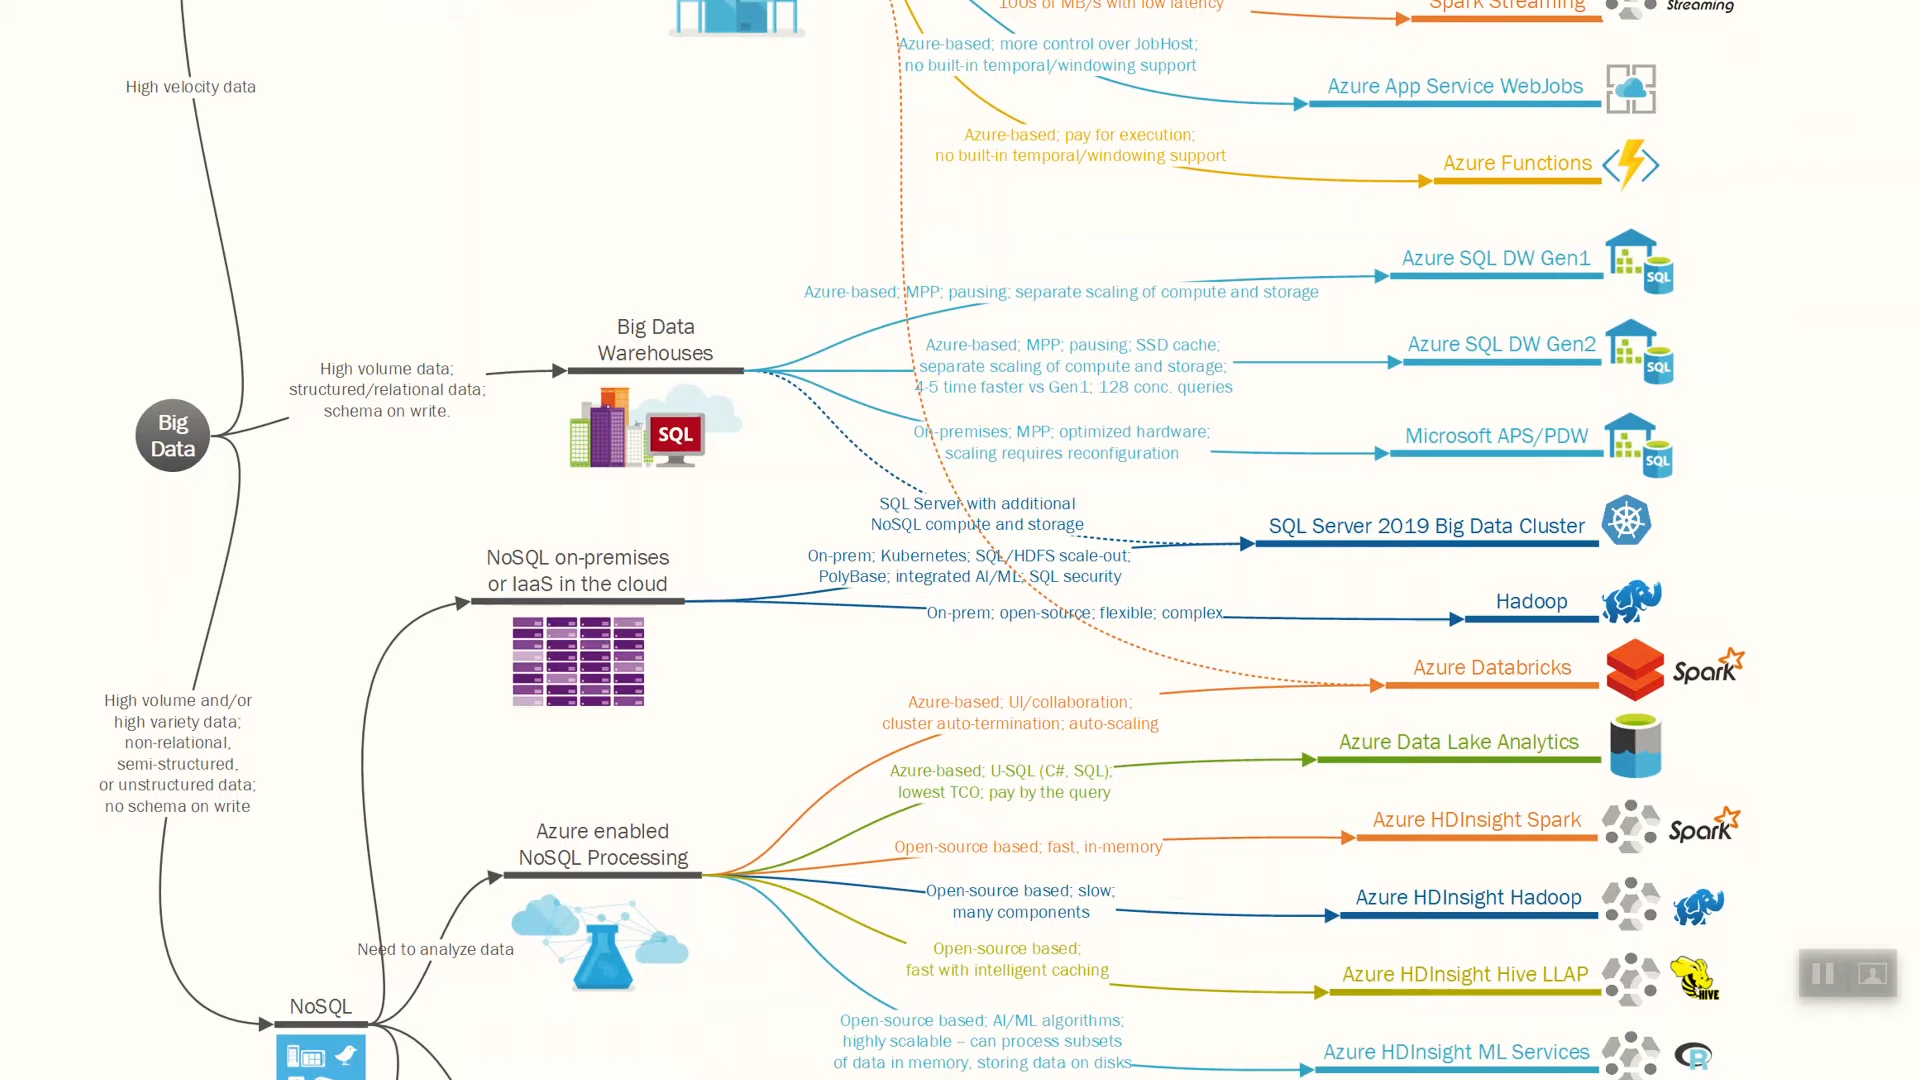 100s of MB/s with low latency
Spark Streaming
Streaming
Azure-based; more control over JobHost;
no built-in temporal/windowing support
High velocity data
Azure App Service WebJobs
Azure-based; pay for execution;
no built-in temporal/windowing support
Azure Functions
Azure SQL DW Gen1
SQL
Azure-based; MPP; pausing; separate scaling of compute and storage
Big Data
Warehouses
Azure-based; MPP; pausing; SSD cache;
separate scaling of compute and storage;
4-5 time faster vs Gen1; 128 conc. queries
Azure SQL DW Gen2
SQL
High volume data;
structured/relational data;
schema on write.
Big
Data
SQL
On-premises; MPP; optimized hardware;
scaling requires reconfiguration
Microsoft APS/PDW
SQL
SQL Server with additional
NoSQL compute and storage
SQL Server 2019 Big Data Cluster
NoSQL on-premises
or IaaS in the cloud
On-prem; Kubernetes; SQL/HDFS scale-out;
PolyBase; integrated AI/ML; SQL security
On-prem; open-source; flexible; complex
Hadoop
Azure Databricks
Spark
High volume and/or
high variety data;
non-relational,
semi-structured,
or unstructured data;
no schema on write
Azure-based; UI/collaboration;
cluster auto-termination; auto-scaling
Azure-based; U-SQL (C#, SQL);
lowest TCO; pay by the query
Azure Data Lake Analytics
Azure enabled
NoSQL Processing
Open-source based; fast, in-memory
Azure HDInsight Spark
Spark
Open-source based; slow;
many components
Azure HDInsight Hadoop
Need to analyze data
Open-source based;
fast with intelligent caching
Azure HDInsight Hive LLAP
HIVE
NoSQL
Open-source based; AI/ML algorithms;
highly scalable – can process subsets
of data in memory, storing data on disks
Azure HDInsight ML Services
R